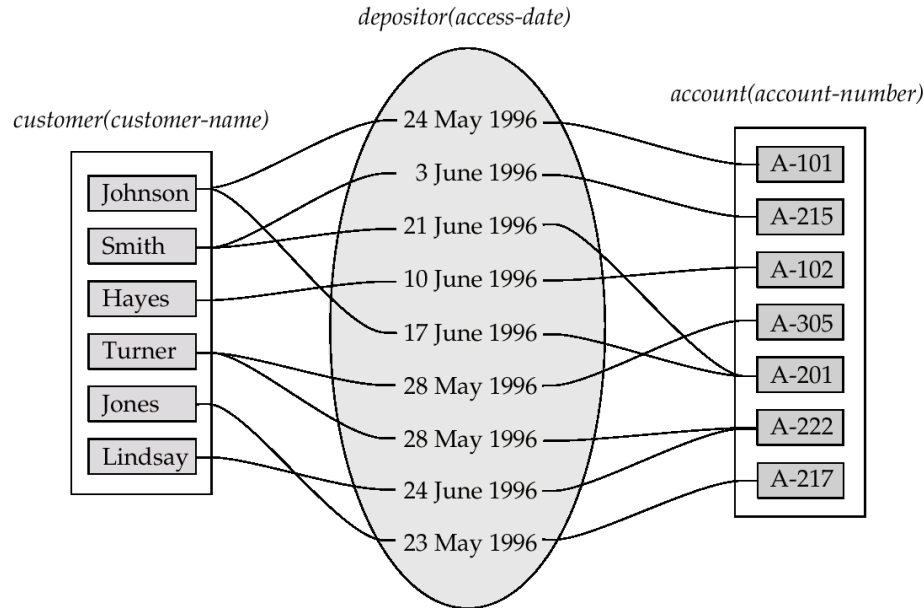 depositor(access-date)
customer(customer-name)
account(account-number)
Johnson
Smith
Hayes
Turner
Jones
Lindsay
24 May 1996
3 June 1996
21 June 1996
10 June 1996
17 June 1996
28 May 1996
28 May 1996
24 June 1996
23 May 1996
A-101
A-215
A-102
A-305
A-201
A-222
A-217